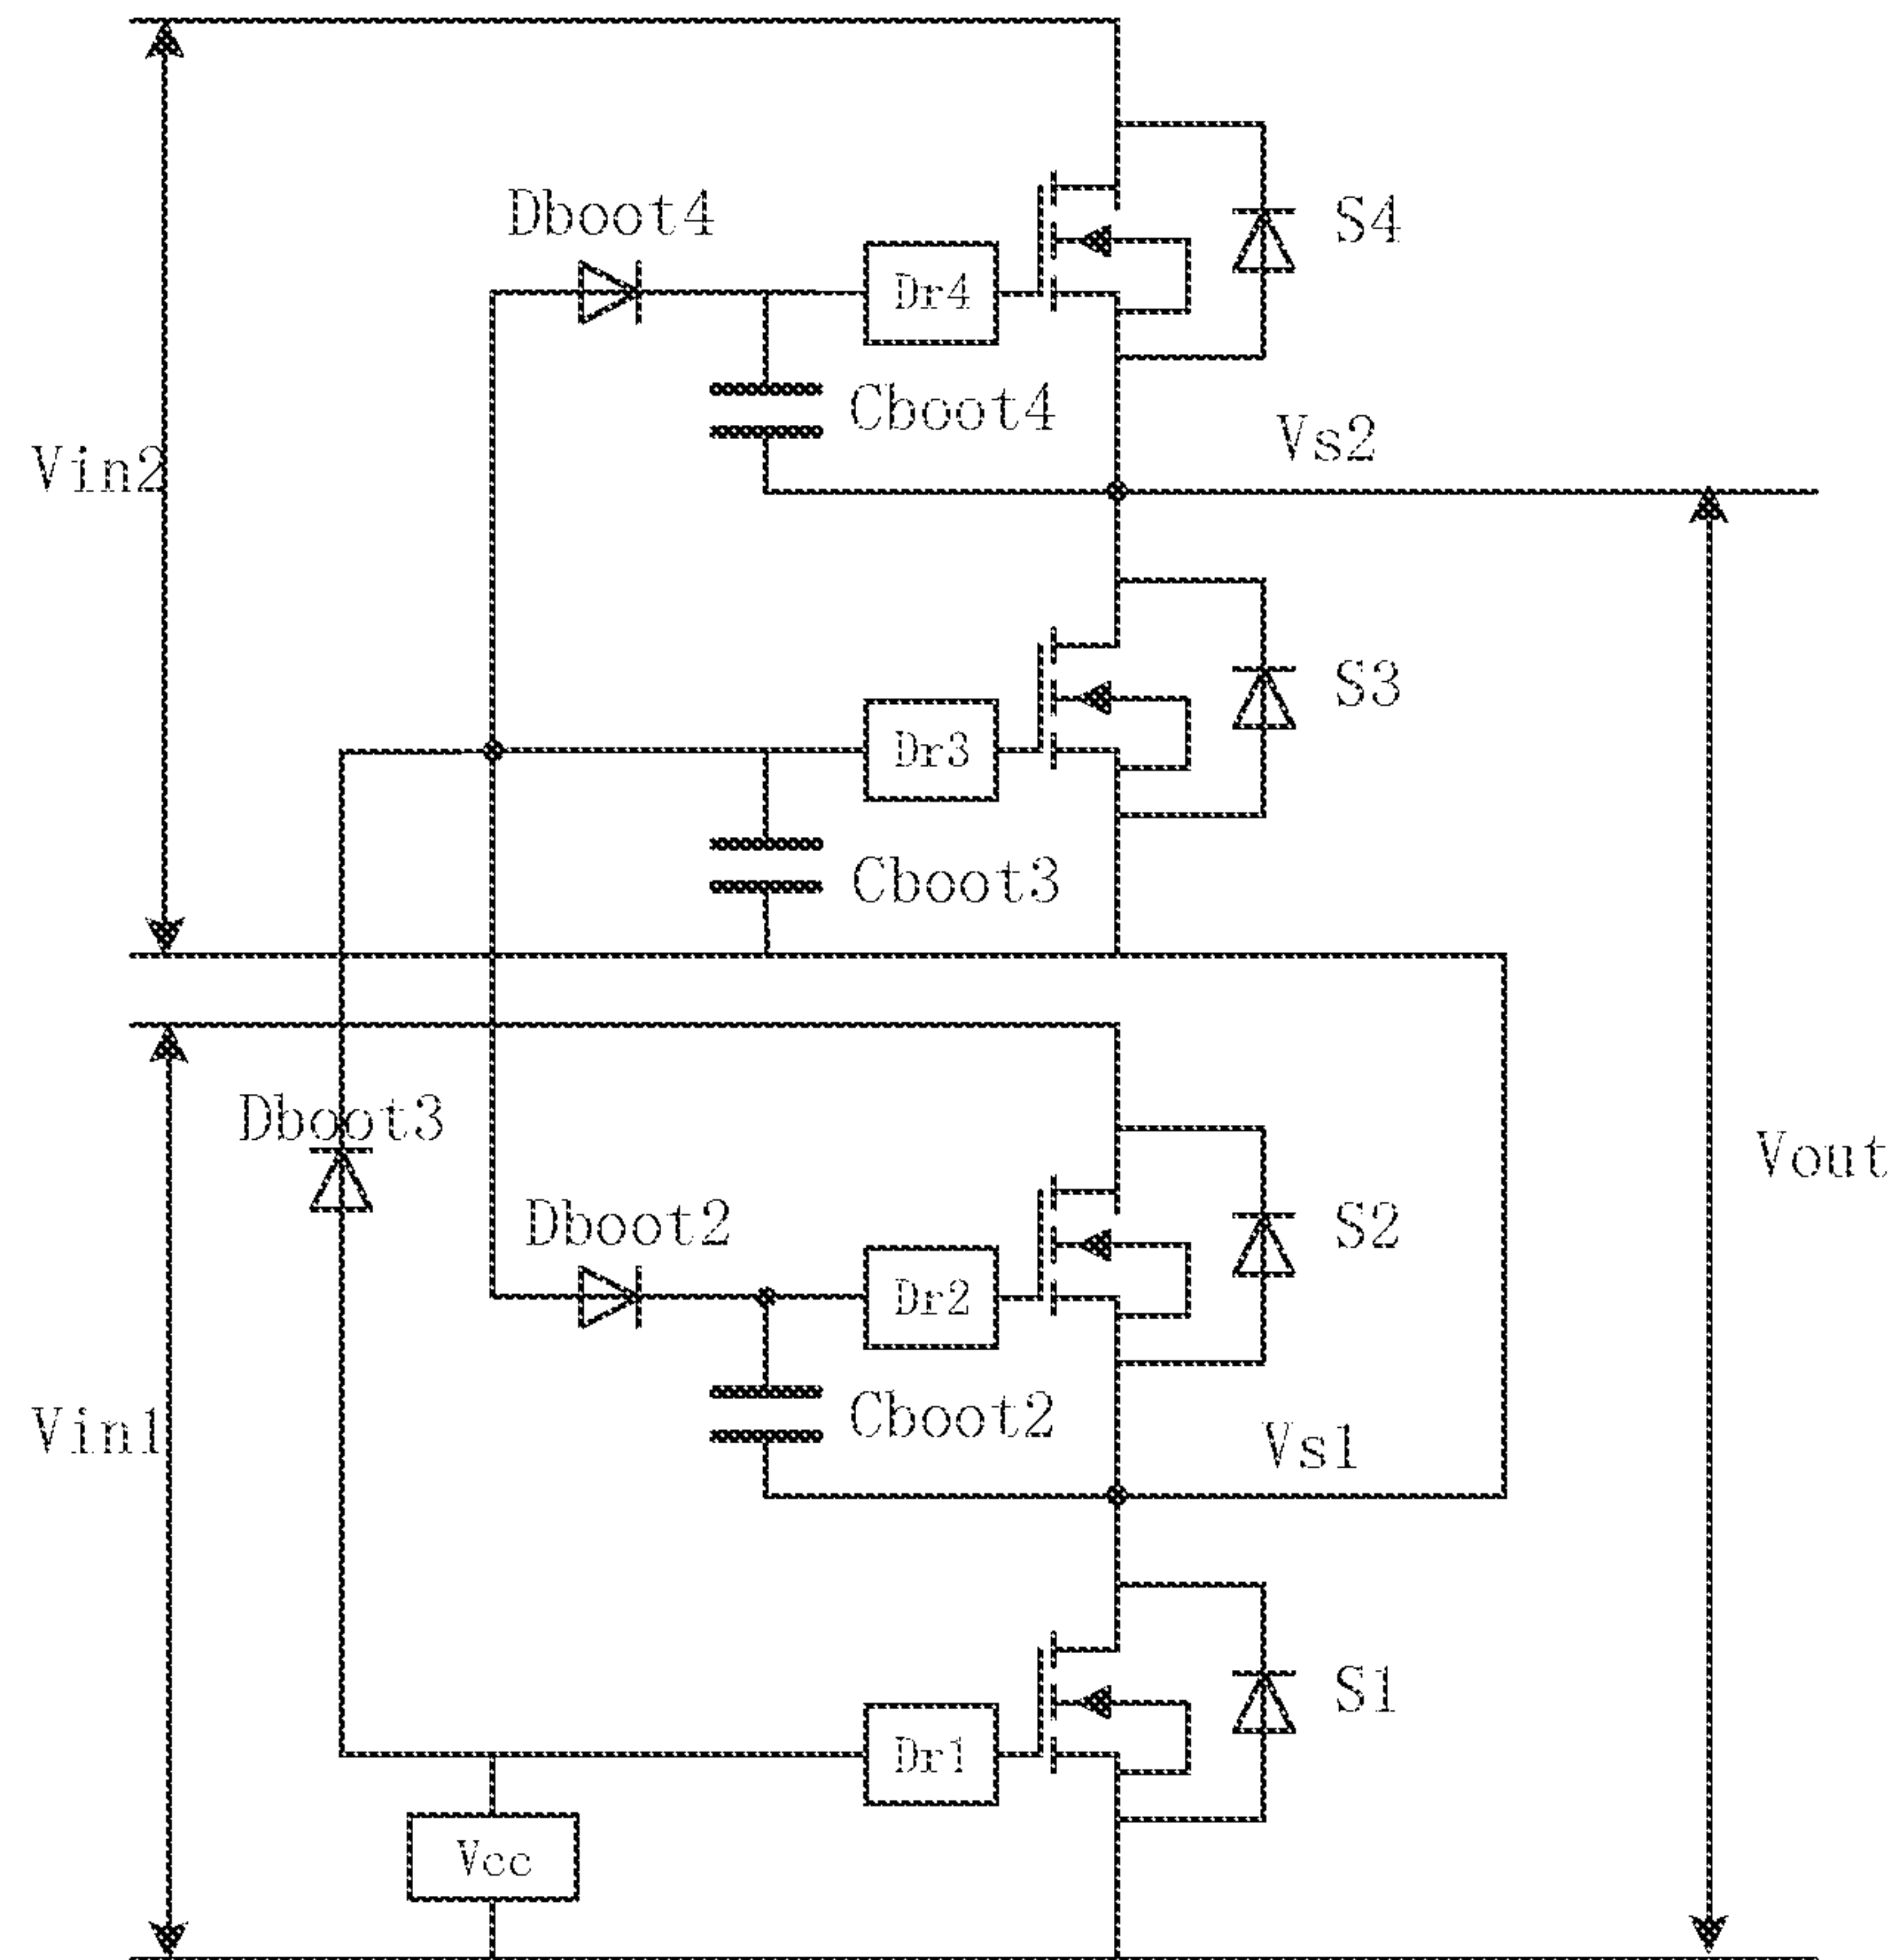 Dboot4
S4
Dr4
Cboot4
Vs2
Vin2
S3
Dr3
Cboot3
Dboot3
Vout
Dboot2
S2
Dr2
Cboot2
Vs1
Vin1
S1
Dr1
Vcc